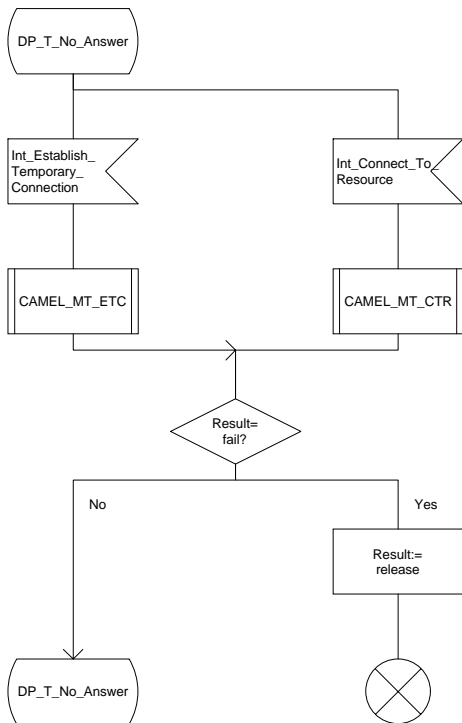 DP_T_No_Answer
Int_Establish_
Temporary_
Connection
Int_Connect_To_
Resource
CAMEL_MT_ETC
CAMEL_MT_CTR
Result=
fail?
No
Yes
Result:=
release
DP_T_No_Answer